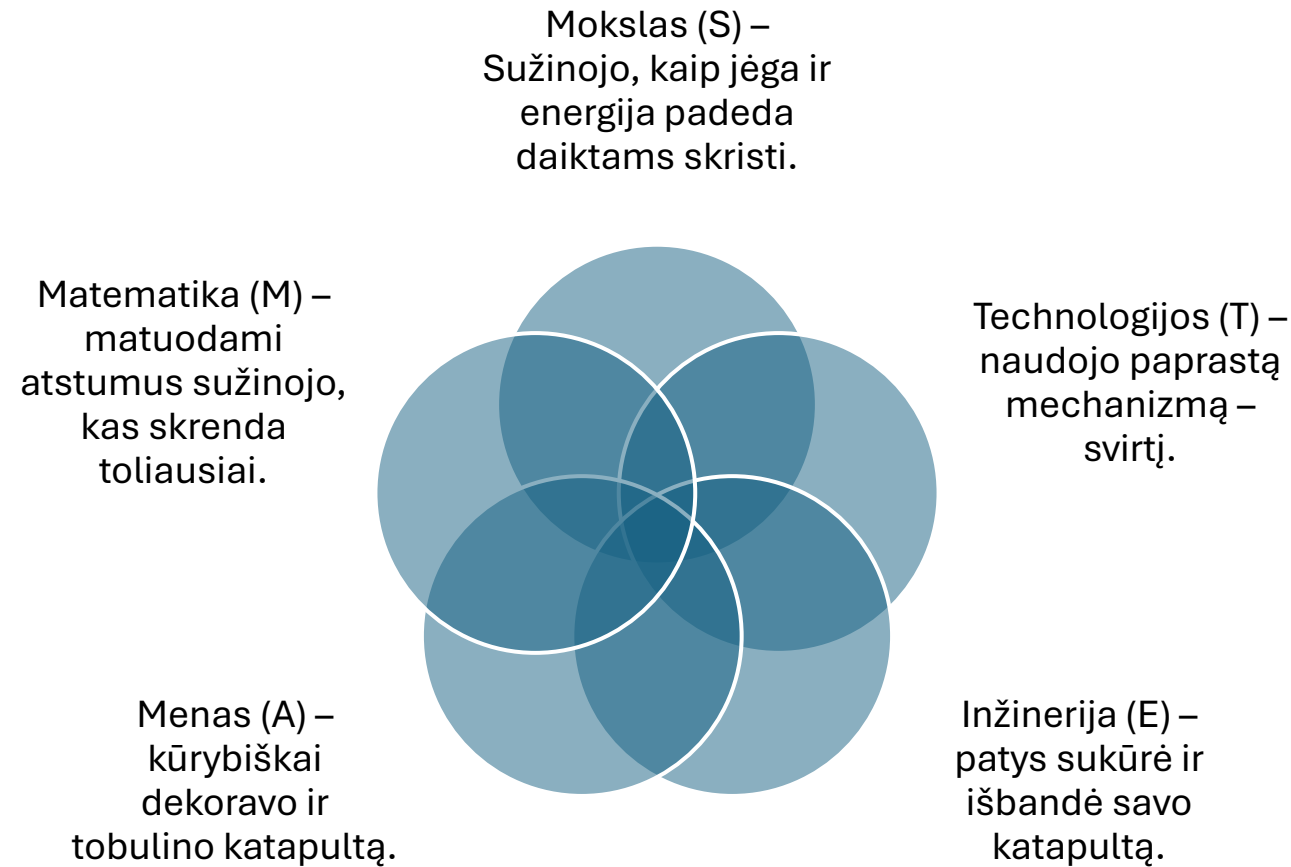 Mokslas (S) –
Sužinojo, kaip jėga ir
energija padeda
daiktams skristi.
Technologijos (T) –
naudojo paprastą
mechanizmą –
svirtį.
Inžinerija (E) –
patys sukūrė ir
išbandė savo
katapultą.
Menas (A) –
kūrybiškai
dekoravo ir
tobulino katapultą.
Matematika (M) –
matuodami
atstumus sužinojo,
kas skrenda
toliausiai.